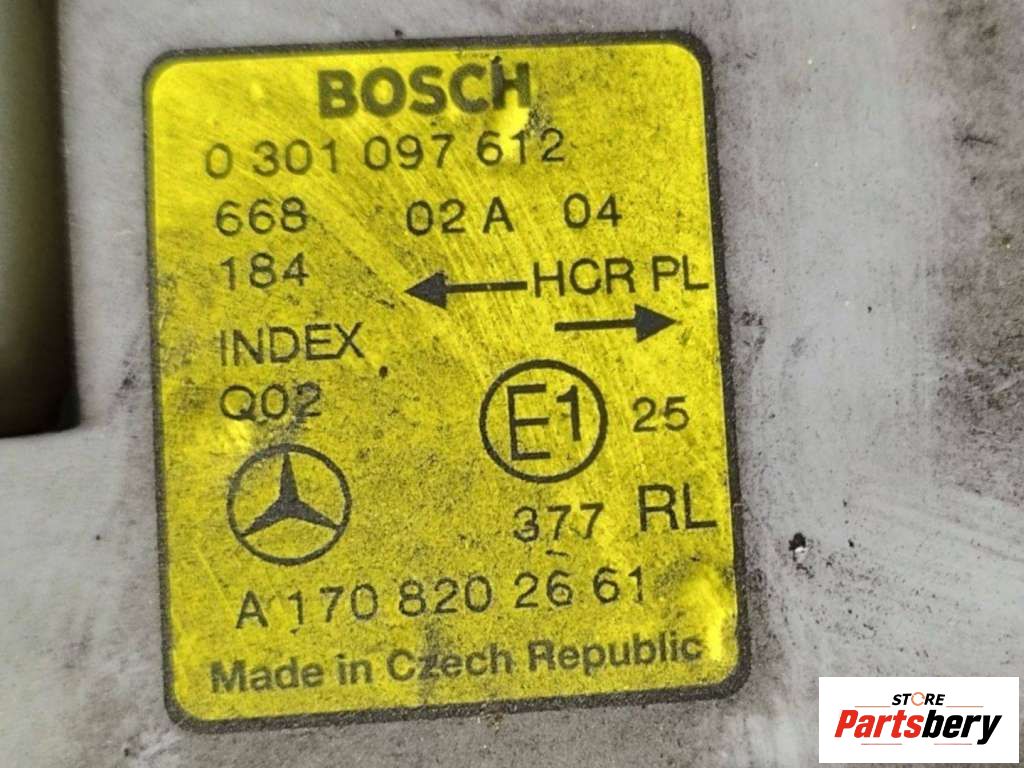 BOSCH
0 301 097 612
668 02 A 04
184 HCR PL
INDEX
Q02 E1 25
377 RL
A 170 820 26 61
Made in Czech Republic
STORE
Partsbery